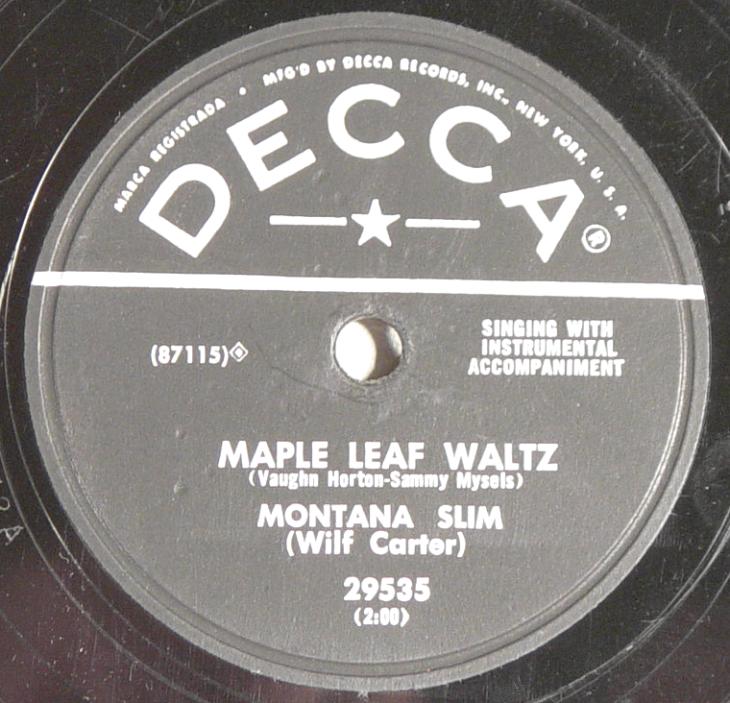 MARCA REGISTRADA • MFG'D BY DECCA RECORDS, INC., NEW YORK, U. S. A.
DECCA®
(87115)
SINGING WITH
INSTRUMENTAL
ACCOMPANIMENT
MAPLE LEAF WALTZ
(Vaughn Horton-Sammy Mysels)
MONTANA SLIM
(Wilf Carter)
29535
(2:00)